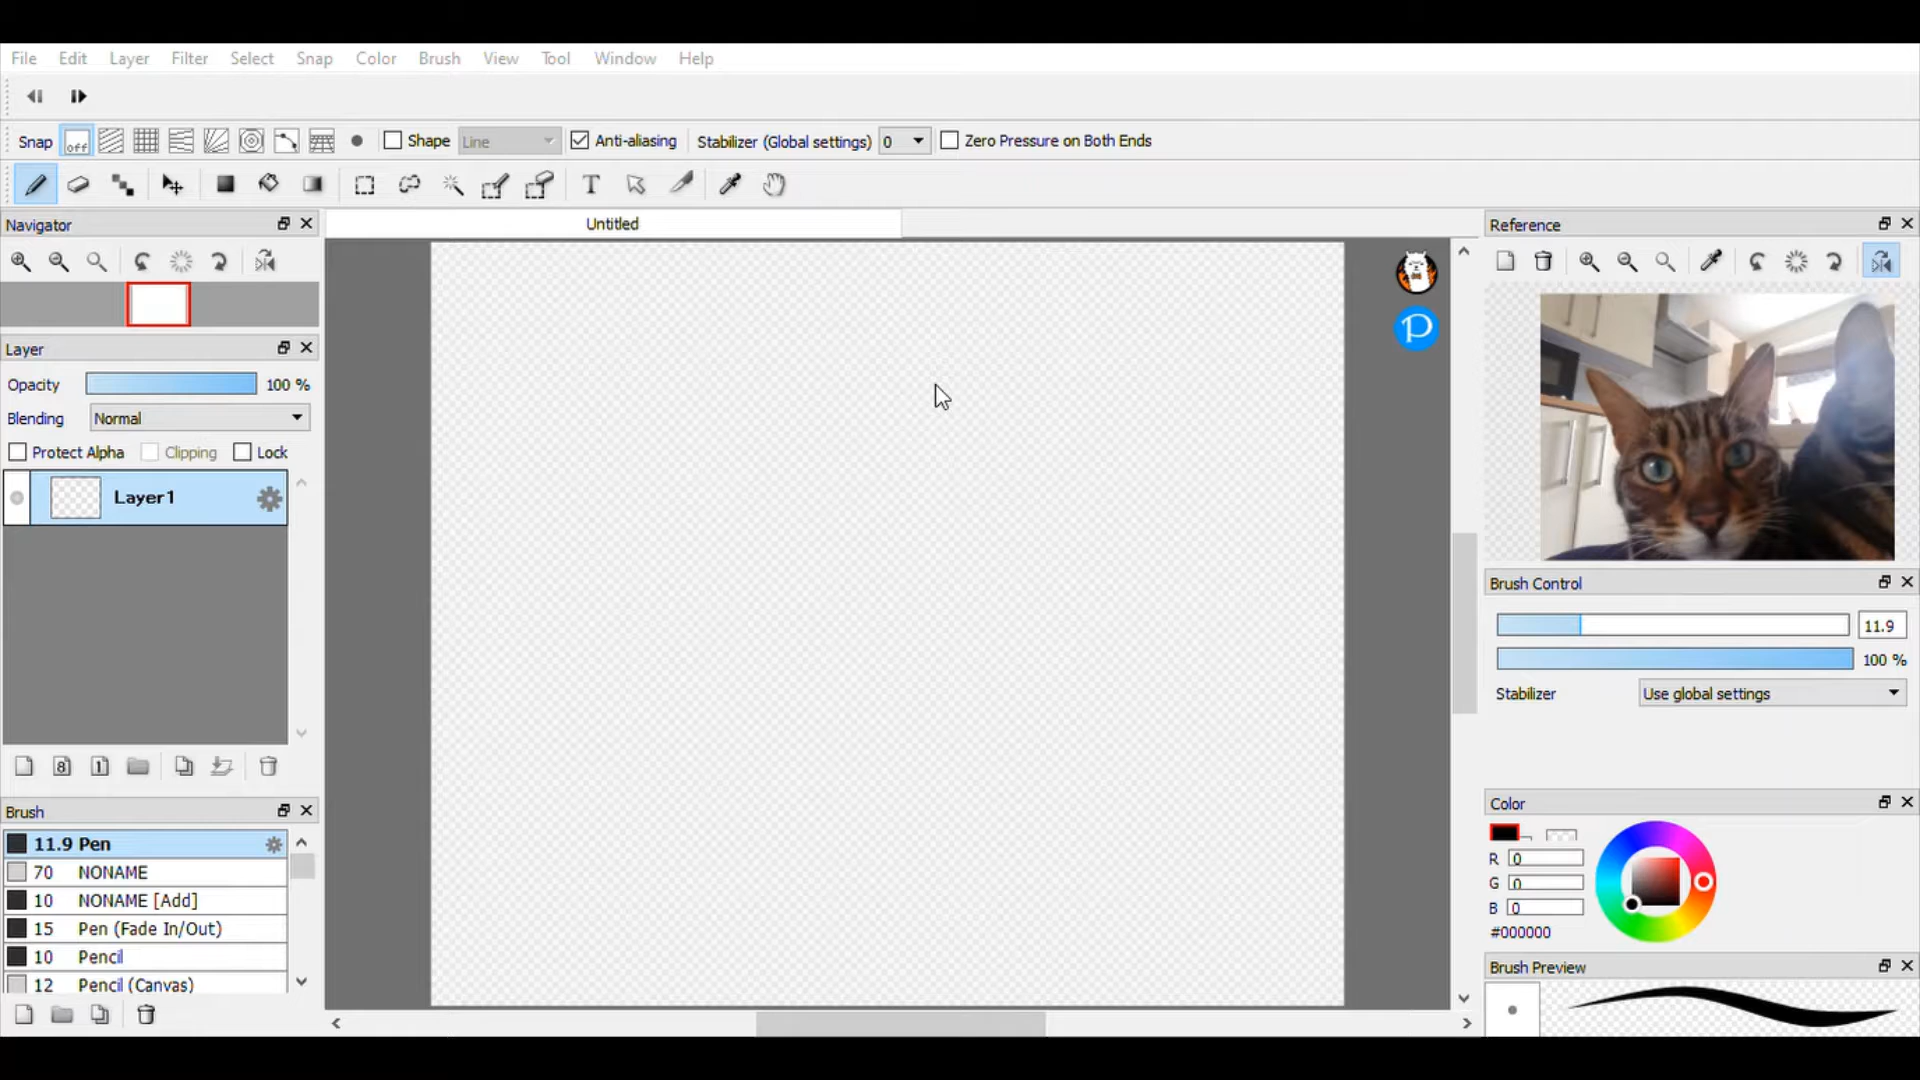 File Edit Layer Filter Select Snap Color Brush View Tool Window Help
Snap off Shape Line Anti-aliasing Stabilizer (Global settings) 0 Zero Pressure on Both Ends
T
Navigator
Untitled
Reference
P
Layer
Opacity 100 %
Blending Normal
Protect Alpha Clipping Lock
Layer1
8 1
Brush
11.9 Pen
70 NONAME
10 NONAME [Add]
15 Pen (Fade In/Out)
10 Pencil
12 Pencil (Canvas)
Brush Control
11.9
100 %
Stabilizer Use global settings
Color
R 0
G 0
B 0
#000000
Brush Preview